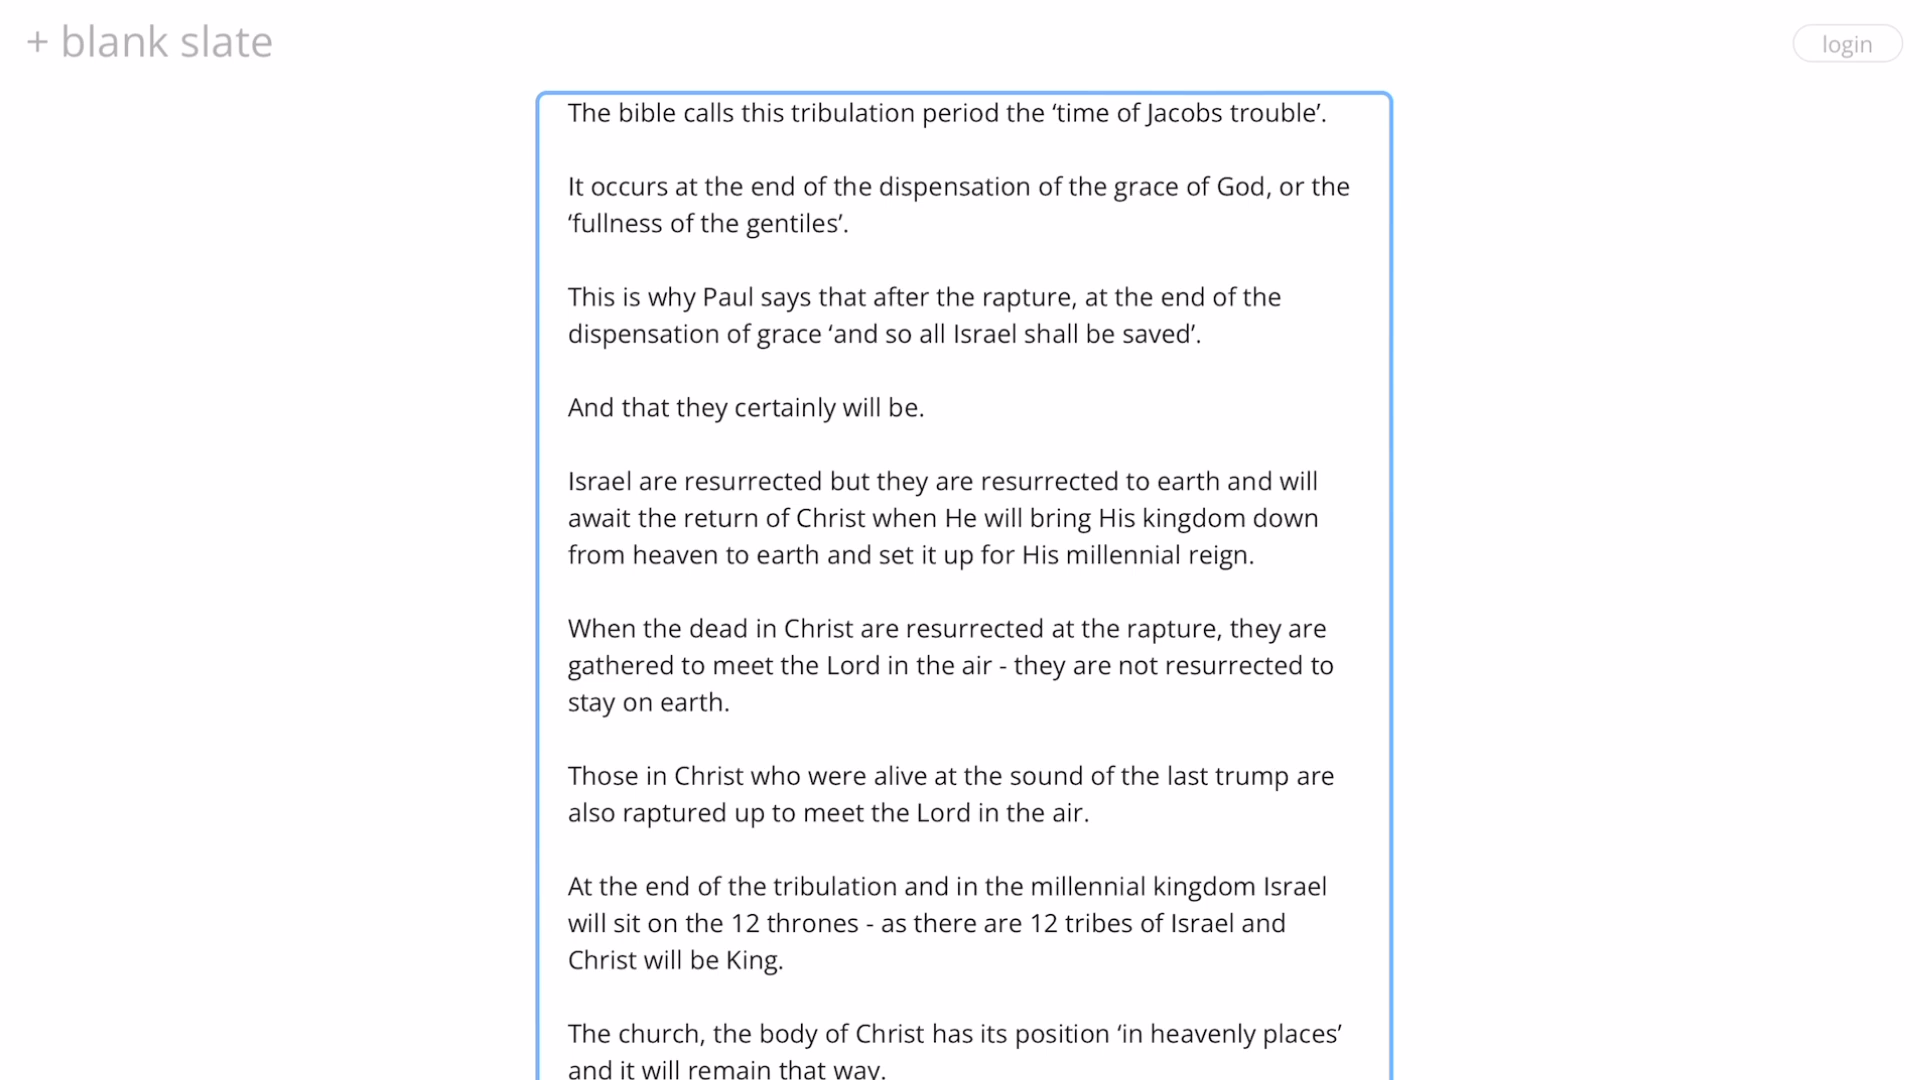 + blank slate
login
The bible calls this tribulation period the ‘time of Jacobs trouble’.
It occurs at the end of the dispensation of the grace of God, or the
‘fullness of the gentiles’.
This is why Paul says that after the rapture, at the end of the
dispensation of grace ‘and so all Israel shall be saved’.
And that they certainly will be.
Israel are resurrected but they are resurrected to earth and will
await the return of Christ when He will bring His kingdom down
from heaven to earth and set it up for His millennial reign.
When the dead in Christ are resurrected at the rapture, they are
gathered to meet the Lord in the air - they are not resurrected to
stay on earth.
Those in Christ who were alive at the sound of the last trump are
also raptured up to meet the Lord in the air.
At the end of the tribulation and in the millennial kingdom Israel
will sit on the 12 thrones - as there are 12 tribes of Israel and
Christ will be King.
The church, the body of Christ has its position ‘in heavenly places’
and it will remain that way.